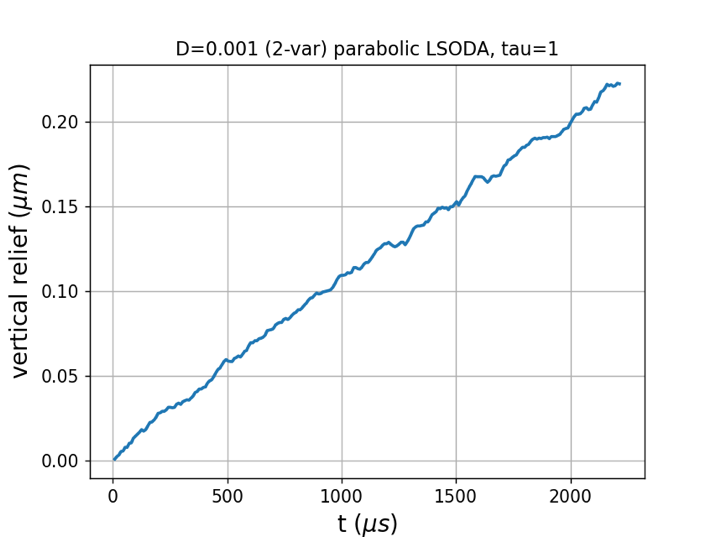 D=0.001 (2-var) parabolic LSODA, tau=1
vertical relief (μm)
0.20
0.15
0.10
0.05
0.00
0 500 1000 1500 2000
t (μs)